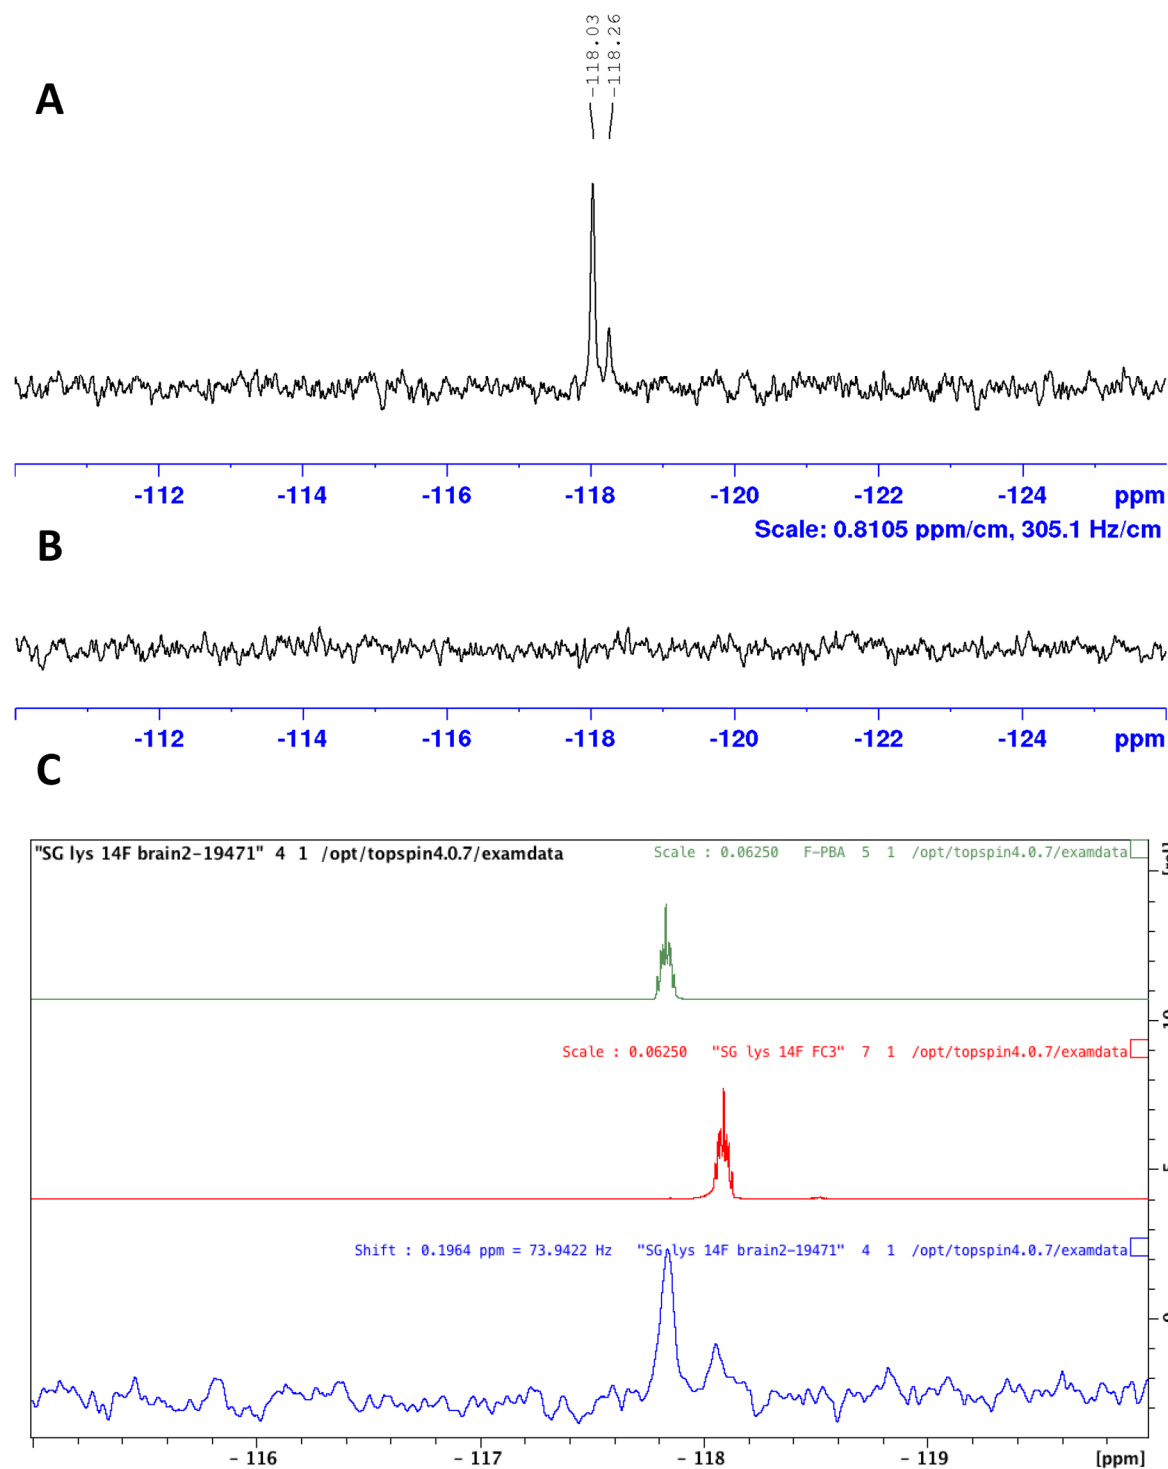 -118.03
-118.26
A
-112 -114 -116 -118 -120 -122 -124 ppm
Scale: 0.8105 ppm/cm, 305.1 Hz/cm
B
-112 -114 -116 -118 -120 -122 -124 ppm
C
"SG lys 14F brain2-19471" 4 1 /opt/topspin4.0.7/examdata
Scale : 0.06250 F-PBA 5 1 /opt/topspin4.0.7/examdata
Scale : 0.06250 "SG lys 14F FC3" 7 1 /opt/topspin4.0.7/examdata
5
Shift : 0.1964 ppm = 73.9422 Hz "SG lys 14F brain2-19471" 4 1 /opt/topspin4.0.7/examdata
- 116 - 117 - 118 - 119 [ppm]